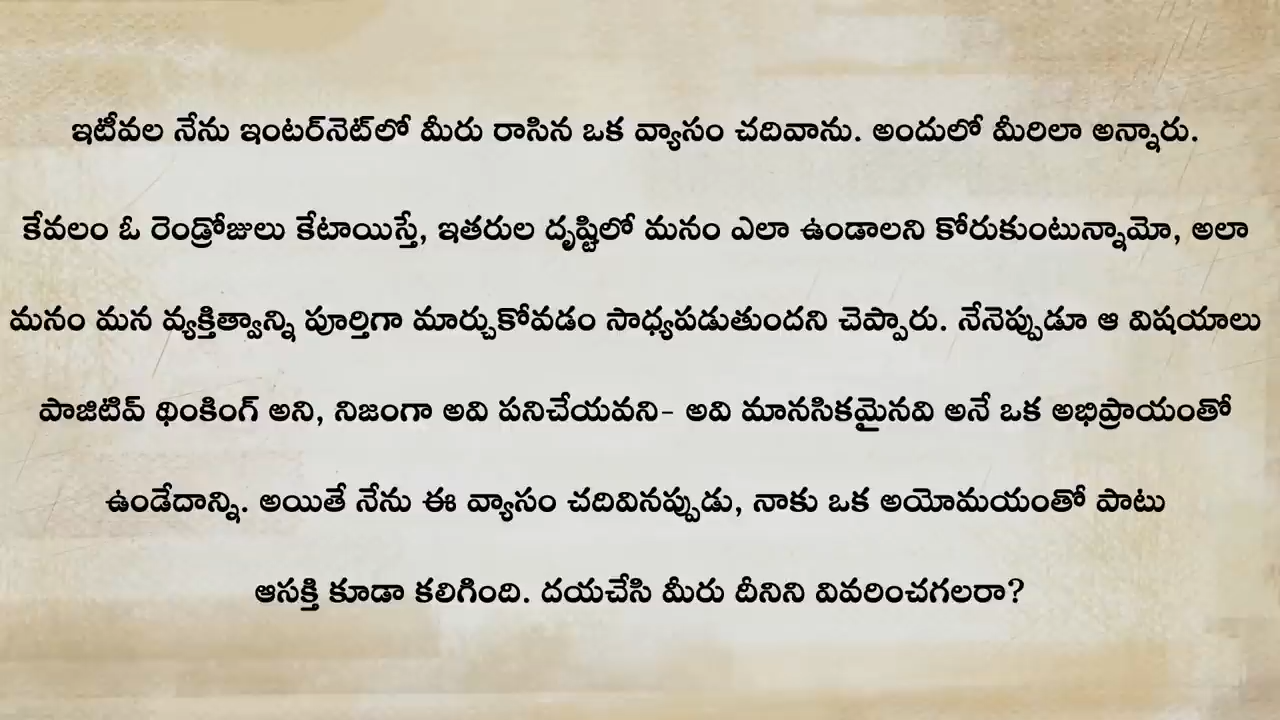 ఇటీవల నేను ఇంటర్‌నెట్‌లో మీరు రాసిన ఒక వ్యాసం చదివాను. అందులో మీరిలా అన్నారు.
కేవలం ఓ రెండ్రోజులు కేటాయిస్తే, ఇతరుల దృష్టిలో మనం ఎలా ఉండాలని కోరుకుంటున్నామో, అలా
మనం మన వ్యక్తిత్వాన్ని పూర్తిగా మార్చుకోవడం సాధ్యపడుతుందని చెప్పారు. నేనెప్పుడూ ఆ విషయాలు
పాజిటివ్ థింకింగ్ అని, నిజంగా అవి పనిచేయవని- అవి మానసికమైనవి అనే ఒక అభిప్రాయంతో
ఉండేదాన్ని. అయితే నేను ఈ వ్యాసం చదివినప్పుడు, నాకు ఒక అయోమయంతో పాటు
ఆసక్తి కూడా కలిగింది. దయచేసి మీరు దీనిని వివరించగలరా?